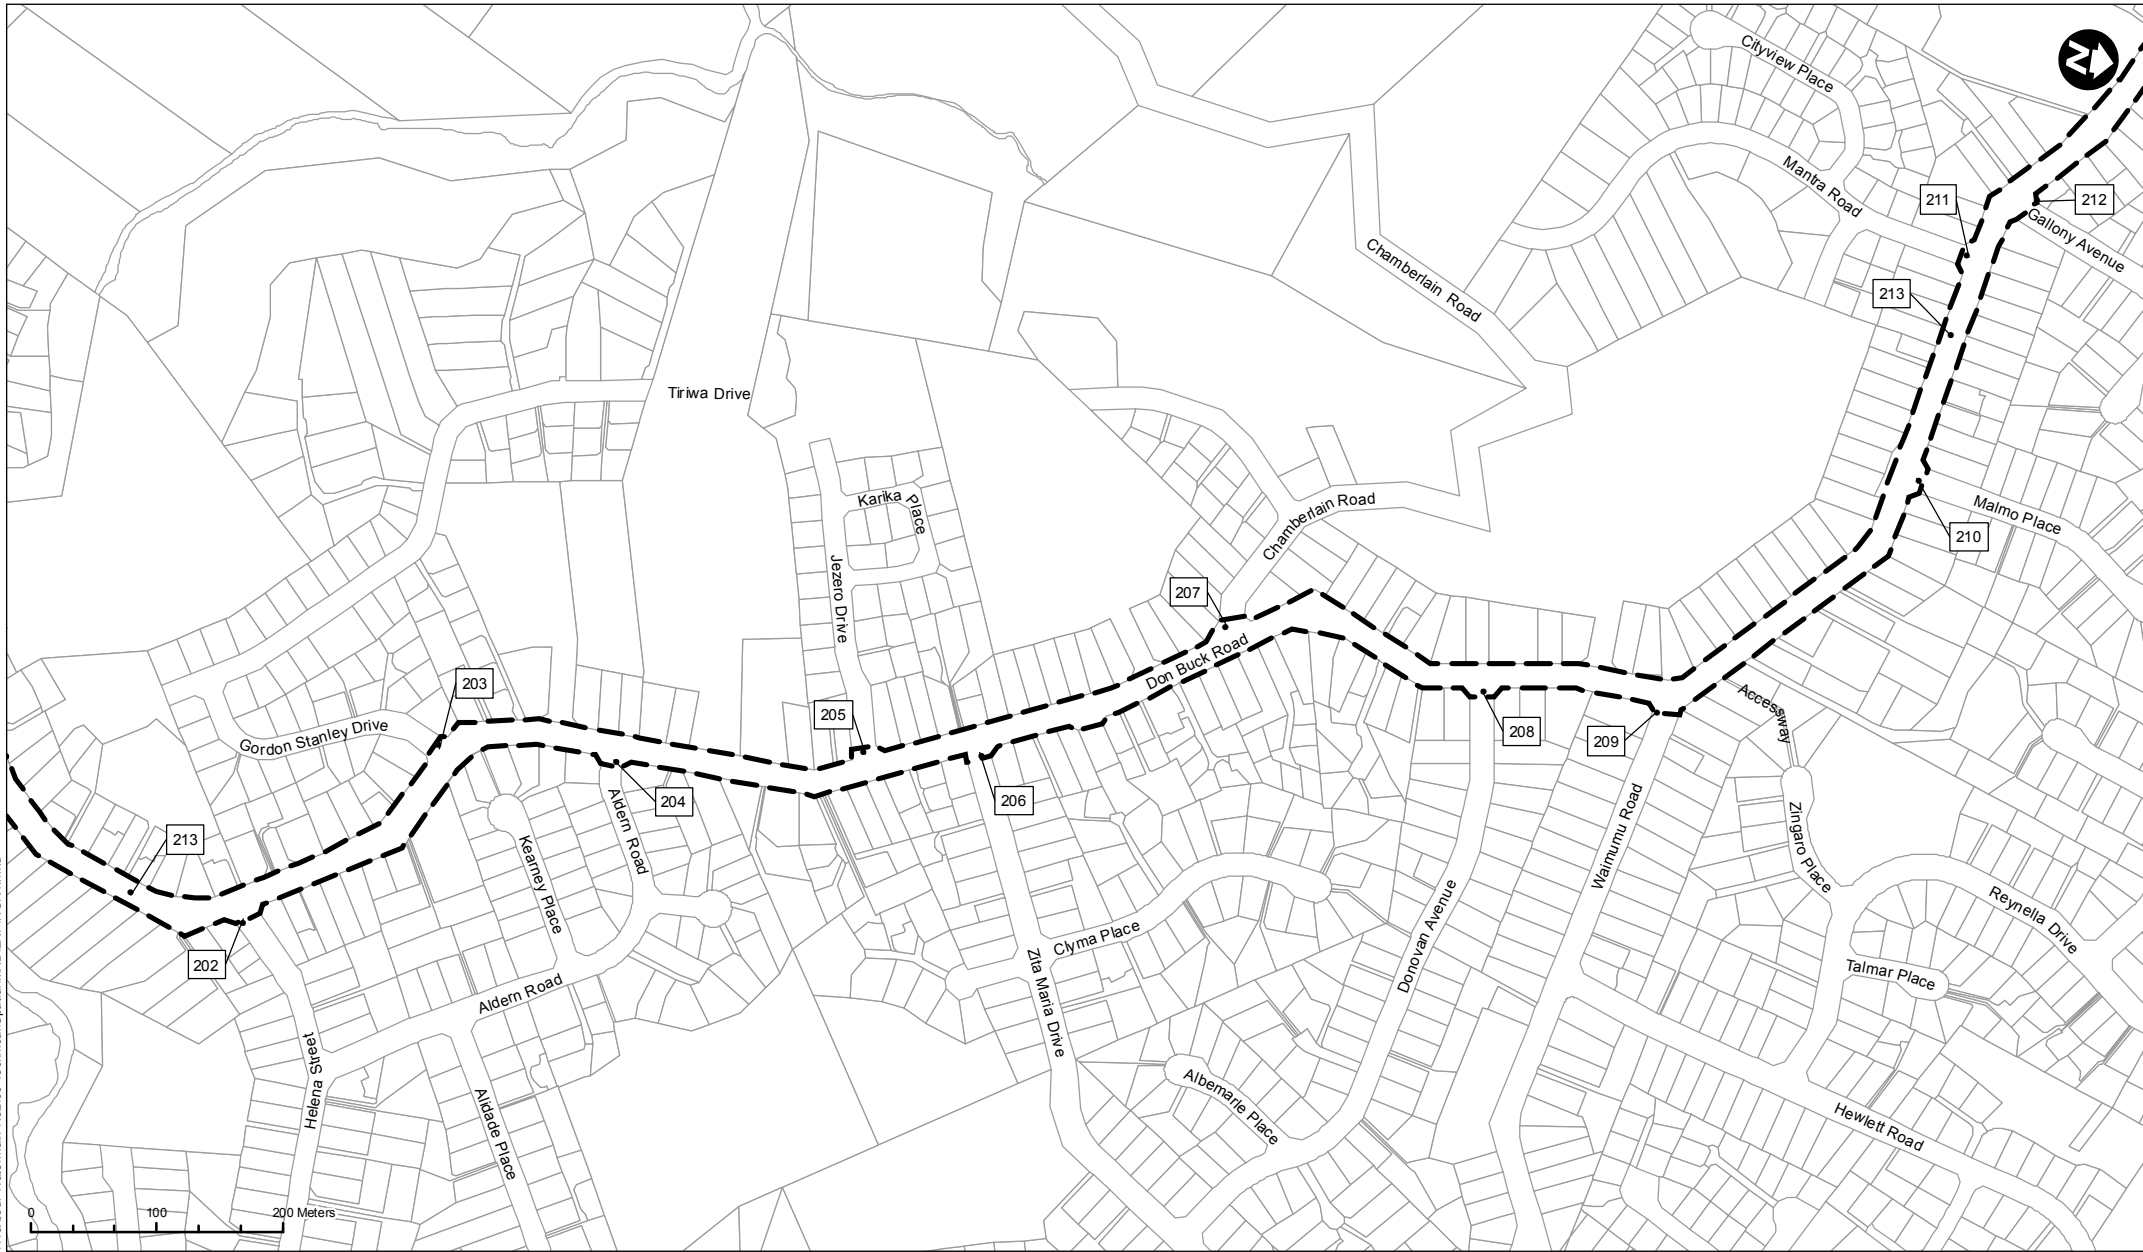 Cityview Place
N
Mantra Road
211
212
Gallony Avenue
Chamberlain Road
213
Tiriwa Drive
Karika
Place
Chamberlain Road
Malmo Place
210
Jezero Drive
207
Don Buck Road
203
Gordon Stanley Drive
205
Accessway
208
209
204
206
Aldern Road
Waimumu Road
Zingaro Place
213
Kearney Place
Reynella Drive
Donovan Avenue
Clyma Place
202
Zita Maria Drive
Talmar Place
Aldern Road
Helena Street
Alidade Place
Albemarle Place
Hewlett Road
0 100 200 Meters